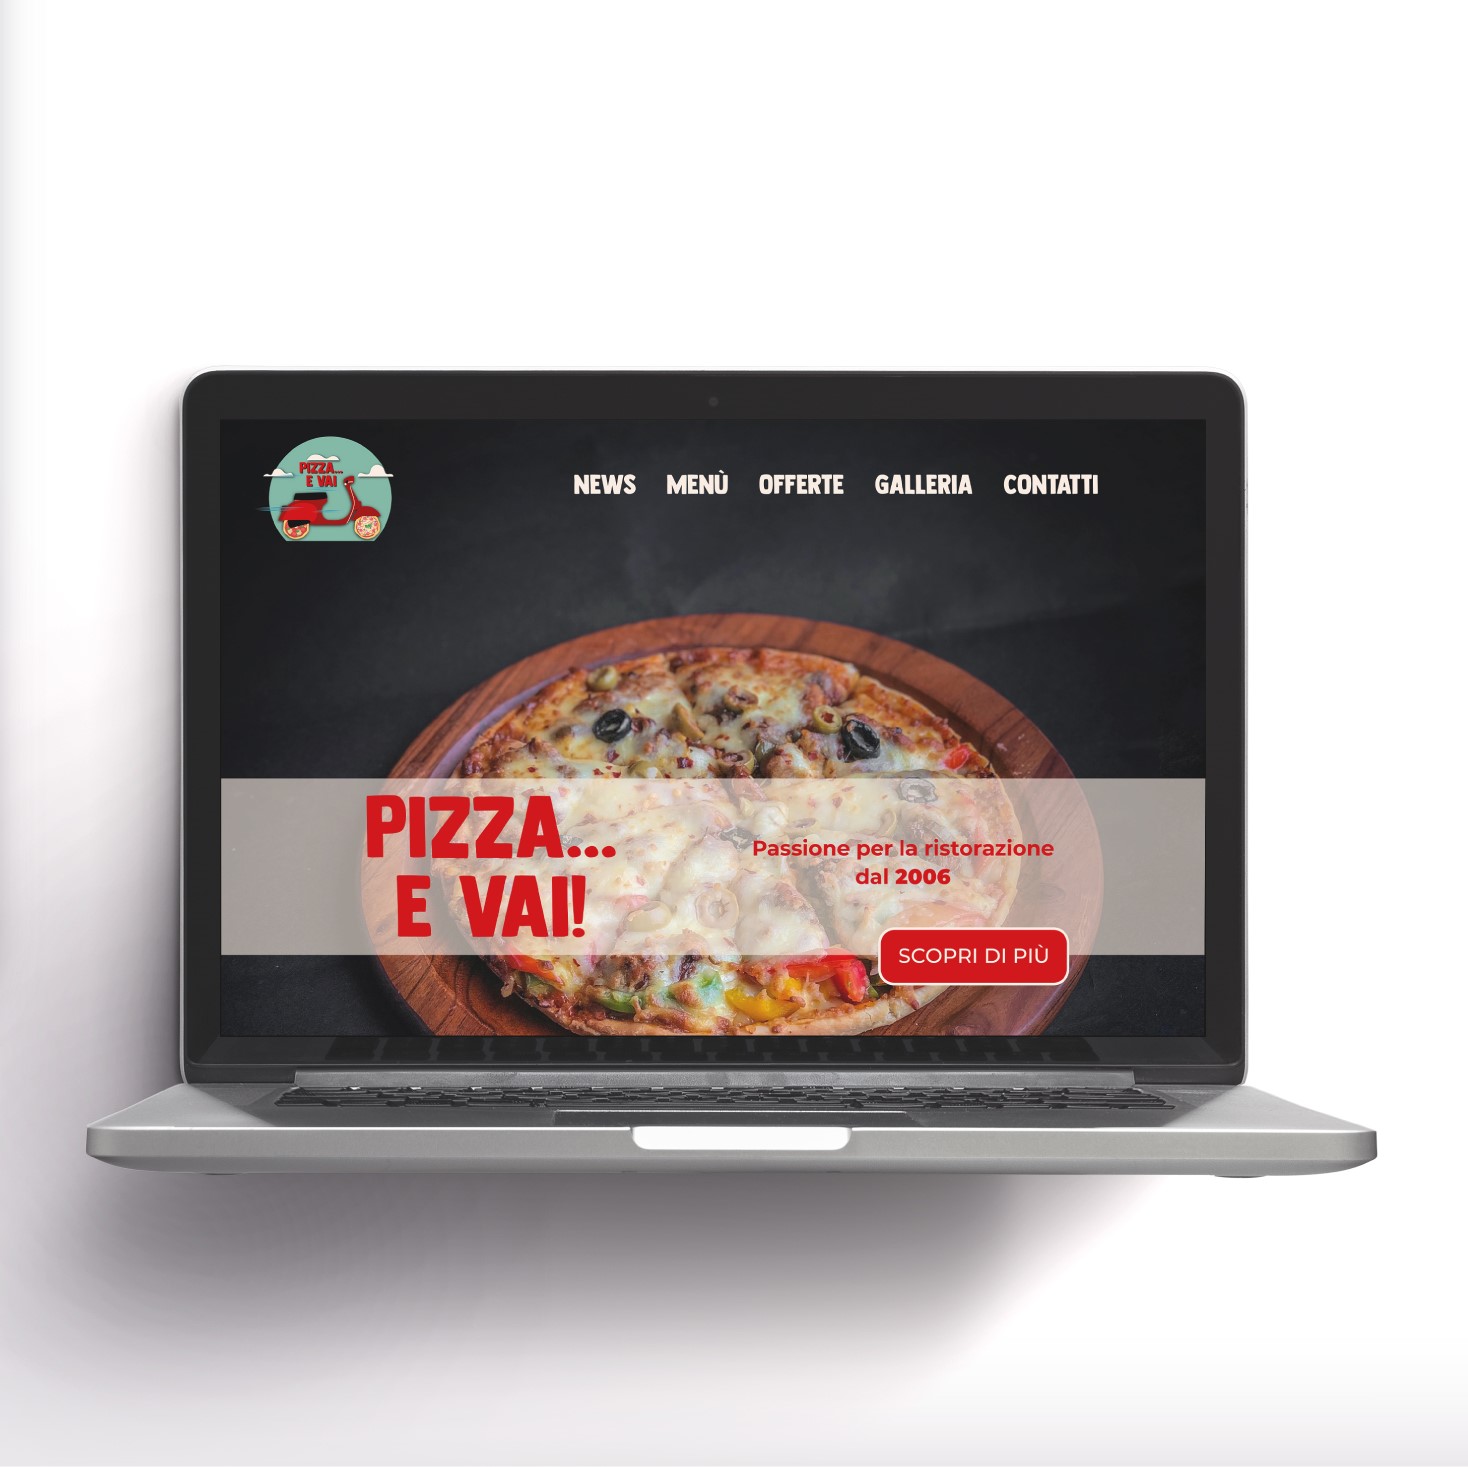 PIZZA...
E VAI
NEWS MENÙ OFFERTE GALLERIA CONTATTI
PIZZA...
E VAI!
Passione per la ristorazione
dal 2006
SCOPRI DI PIÙ